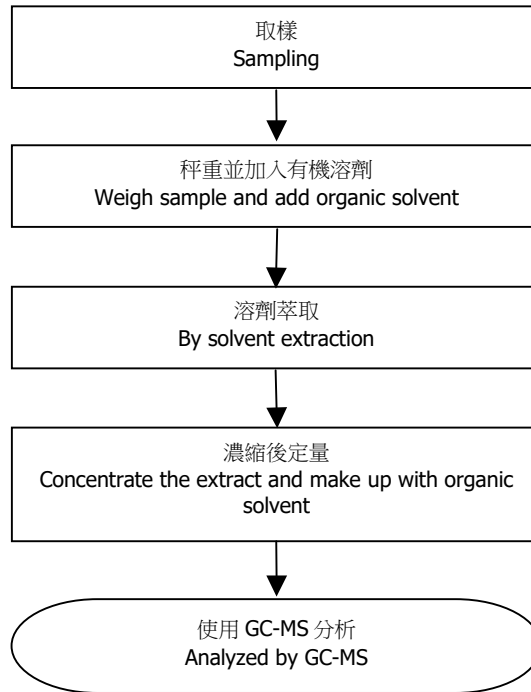 取樣
Sampling
秤重並加入有機溶劑
Weigh sample and add organic solvent
溶劑萃取
By solvent extraction
濃縮後定量
Concentrate the extract and make up with organic
solvent
使用 GC-MS 分析
Analyzed by GC-MS